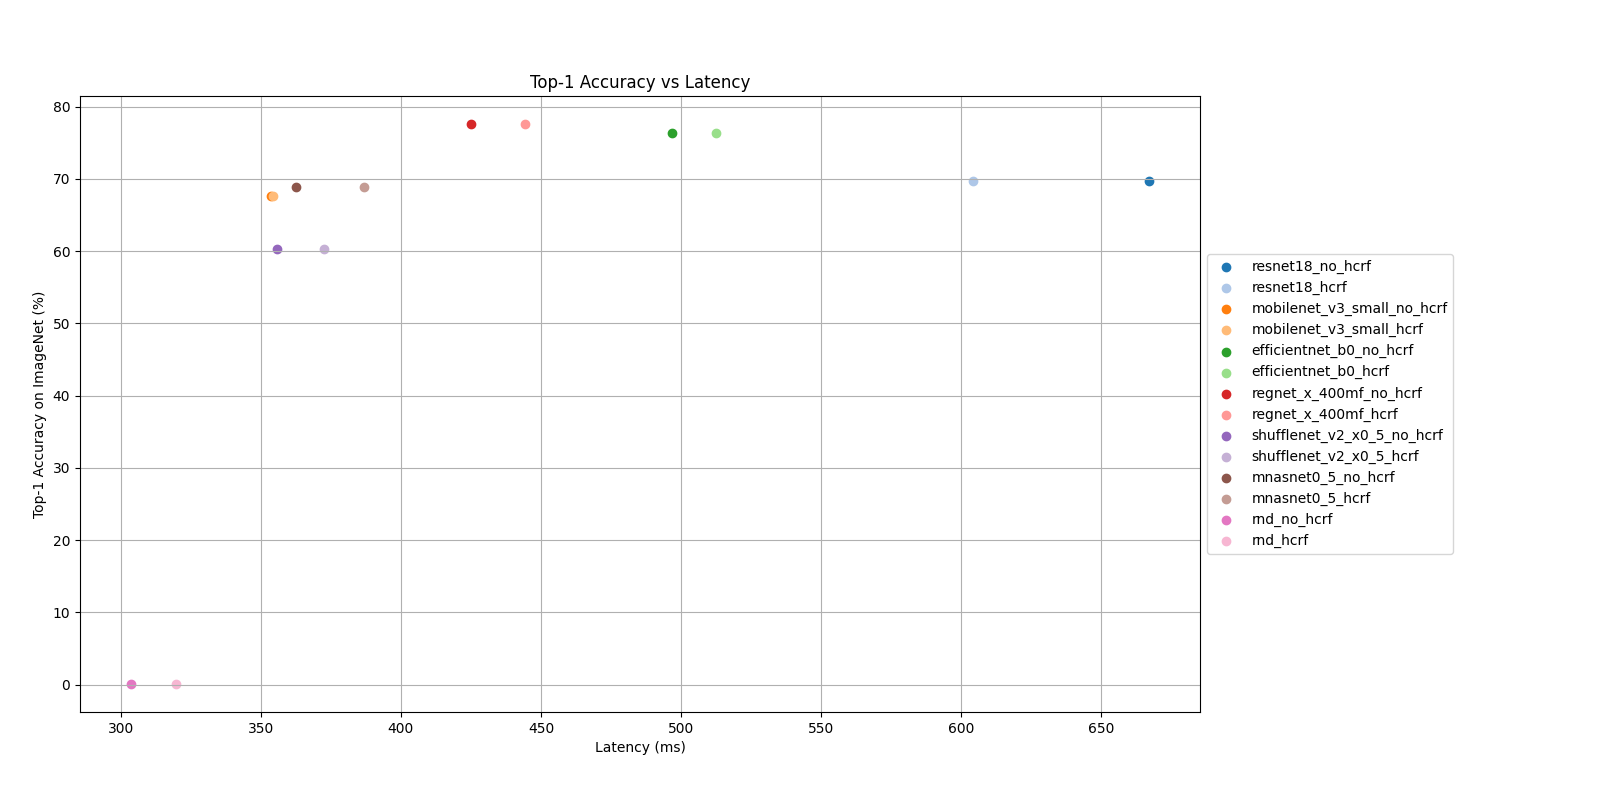 Top-1 Accuracy vs Latency
80
70
60
50
40
30
20
10
0
Top-1 Accuracy on ImageNet (%)
300 350 400 450 500 550 600 650
Latency (ms)
resnet18_no_hcrf
resnet18_hcrf
mobilenet_v3_small_no_hcrf
mobilenet_v3_small_hcrf
efficientnet_b0_no_hcrf
efficientnet_b0_hcrf
regnet_x_400mf_no_hcrf
regnet_x_400mf_hcrf
shufflenet_v2_x0_5_no_hcrf
shufflenet_v2_x0_5_hcrf
mnasnet0_5_no_hcrf
mnasnet0_5_hcrf
rnd_no_hcrf
rnd_hcrf